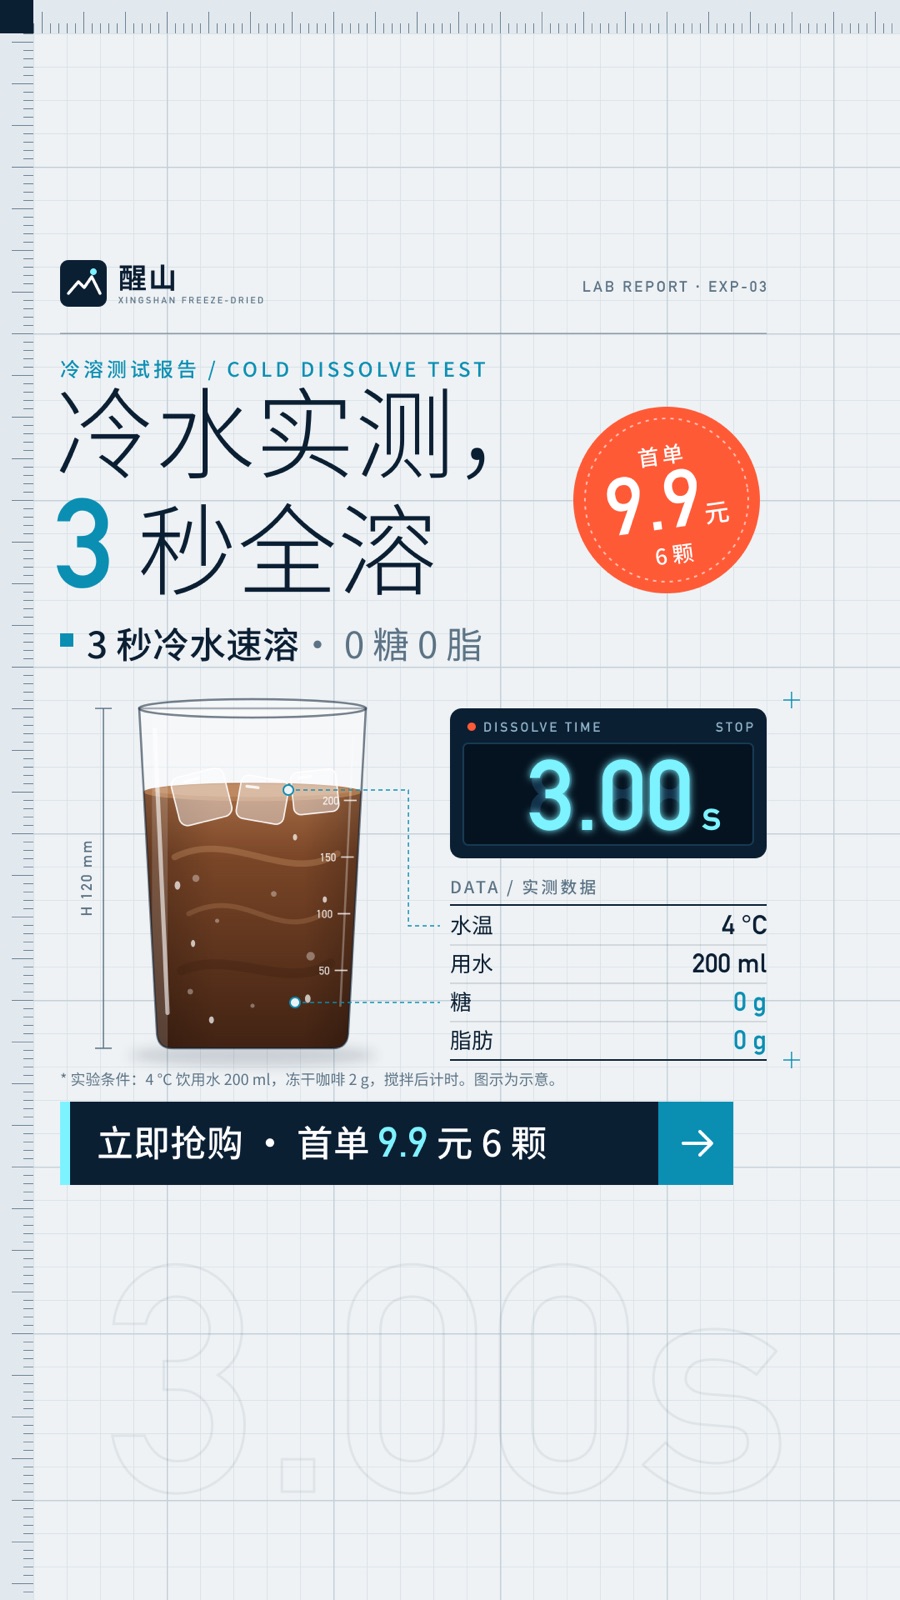 醒山
XINGSHAN FREEZE-DRIED
LAB REPORT · EXP-03
冷溶测试报告 / COLD DISSOLVE TEST
冷水实测，
3 秒全溶
首单
9.9元
6 颗
3 秒冷水速溶 · 0 糖 0 脂
H 120 mm
200
150
100
50
DISSOLVE TIME
STOP
3.00 s
DATA / 实测数据
水温 4 °C
用水 200 ml
糖 0 g
脂肪 0 g
* 实验条件：4 °C 饮用水 200 ml，冻干咖啡 2 g，搅拌后计时。图示为示意。
立即抢购 · 首单 9.9 元 6 颗 →
3.00s